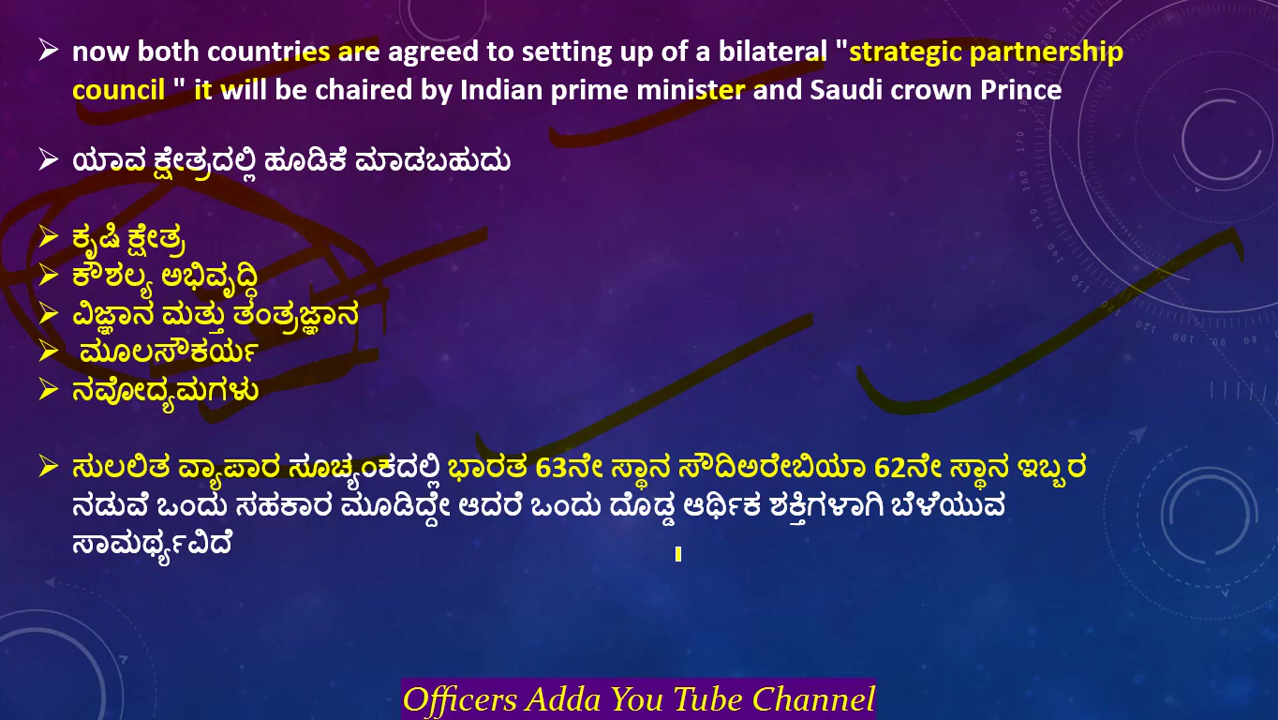 now both countries are agreed to setting up of a bilateral "strategic partnership
council " it will be chaired by Indian prime minister and Saudi crown Prince
ಯಾವ ಕ್ಷೇತ್ರದಲ್ಲಿ ಹೂಡಿಕೆ ಮಾಡಬಹುದು
ಕೃಷಿ ಕ್ಷೇತ್ರ
ಕೌಶಲ್ಯ ಅಭಿವೃದ್ಧಿ
ವಿಜ್ಞಾನ ಮತ್ತು ತಂತ್ರಜ್ಞಾನ
ಮೂಲಸೌಕರ್ಯ
ನವೋದ್ಯಮಗಳು
ಸುಲಲಿತ ವ್ಯಾಪಾರ ಸೂಚ್ಯಂಕದಲ್ಲಿ ಭಾರತ 63ನೇ ಸ್ಥಾನ ಸೌದಿಅರೇಬಿಯಾ 62ನೇ ಸ್ಥಾನ ಇಬ್ಬರ
ನಡುವೆ ಒಂದು ಸಹಕಾರ ಮೂಡಿದ್ದೇ ಆದರೆ ಒಂದು ದೊಡ್ಡ ಆರ್ಥಿಕ ಶಕ್ತಿಗಳಾಗಿ ಬೆಳೆಯುವ
ಸಾಮರ್ಥ್ಯವಿದೆ
Officers Adda You Tube Channel